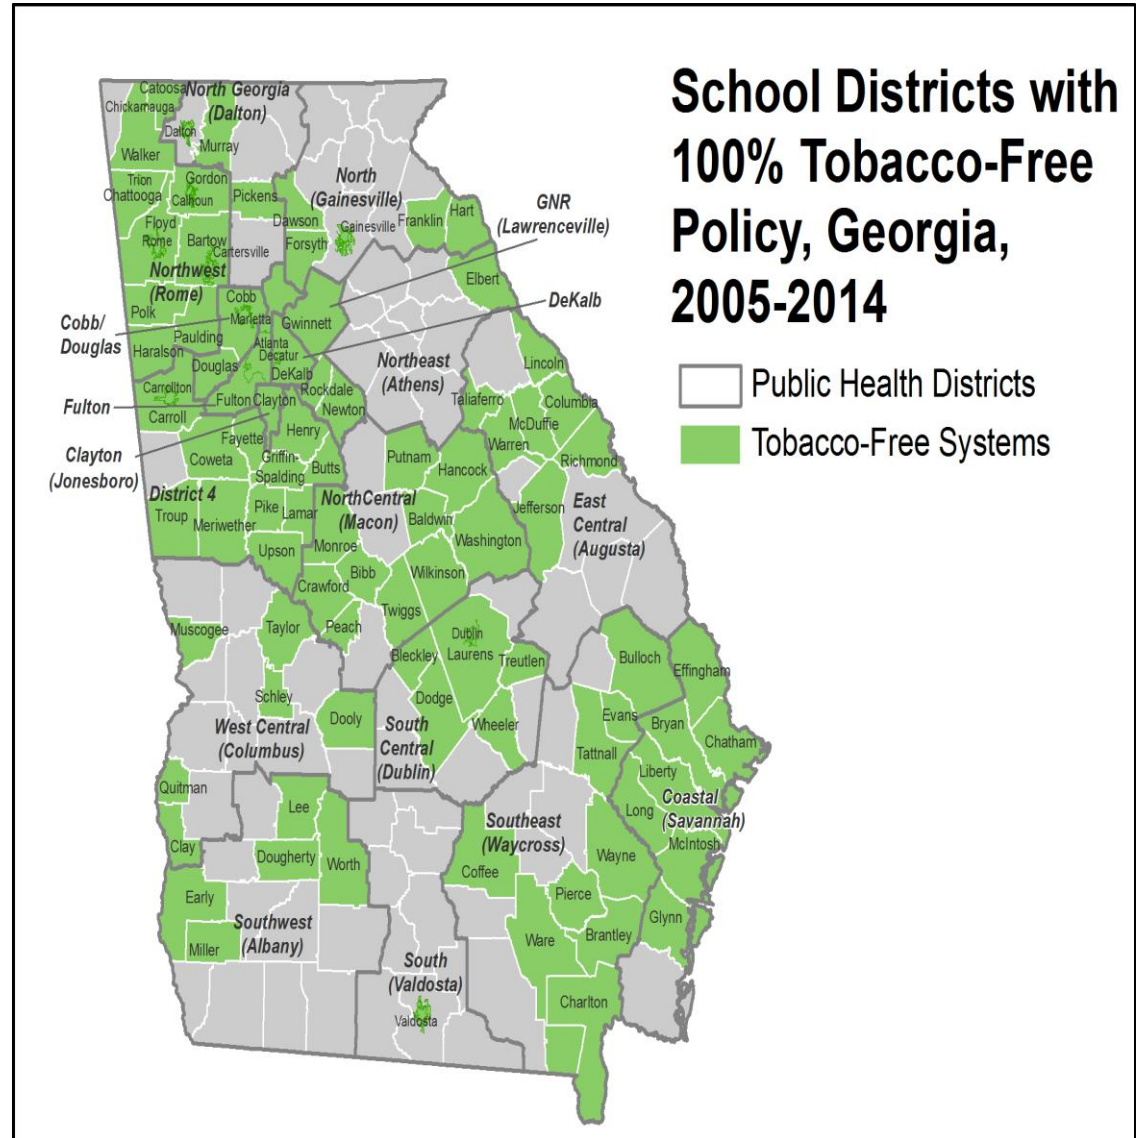 School Districts with
100% Tobacco-Free
Policy, Georgia,
2005-2014
Public Health Districts
Tobacco-Free Systems
Catoosa
North Georgia
(Dalton)
Chickamauga
Dalton
Murray
Walker
North
(Gainesville)
GNR
(Lawrenceville)
Trion
Chattooga
Gordon
Calhoun
Pickens
Dawson
Gainesville
Franklin
Hart
Floyd
Rome
Bartow
Cartersville
Forsyth
Northwest
(Rome)
Elbert
DeKalb
Cobb
Marietta
Gwinnett
Polk
Cobb/
Douglas
Paulding
Atlanta
Decatur
DeKalb
Haralson
Douglas
Northeast
(Athens)
Lincoln
Carrollton
Rockdale
Taliaferro
Columbia
Fulton
Fulton
Clayton
Newton
Carroll
McDuffie
Fayette
Henry
Warren
Clayton
(Jonesboro)
Coweta
Griffin-
Spalding
Butts
Putnam
Hancock
Richmond
District 4
Troup
Meriwether
Pike
Lamar
NorthCentral
(Macon)
Baldwin
Jefferson
East
Central
(Augusta)
Upson
Monroe
Washington
Bibb
Wilkinson
Crawford
Twiggs
Muscogee
Taylor
Peach
Dublin
Laurens
Bleckley
Treutlen
Bulloch
Effingham
Schley
Dodge
Dooly
Wheeler
Evans
Bryan
West Central
(Columbus)
South
Central
(Dublin)
Tattnall
Chatham
Quitman
Liberty
Lee
Long
Coastal
(Savannah)
Southeast
(Waycross)
McIntosh
Clay
Dougherty
Worth
Coffee
Wayne
Early
Pierce
Southwest
(Albany)
Glynn
Miller
Ware
Brantley
South
(Valdosta)
Charlton
Valdosta